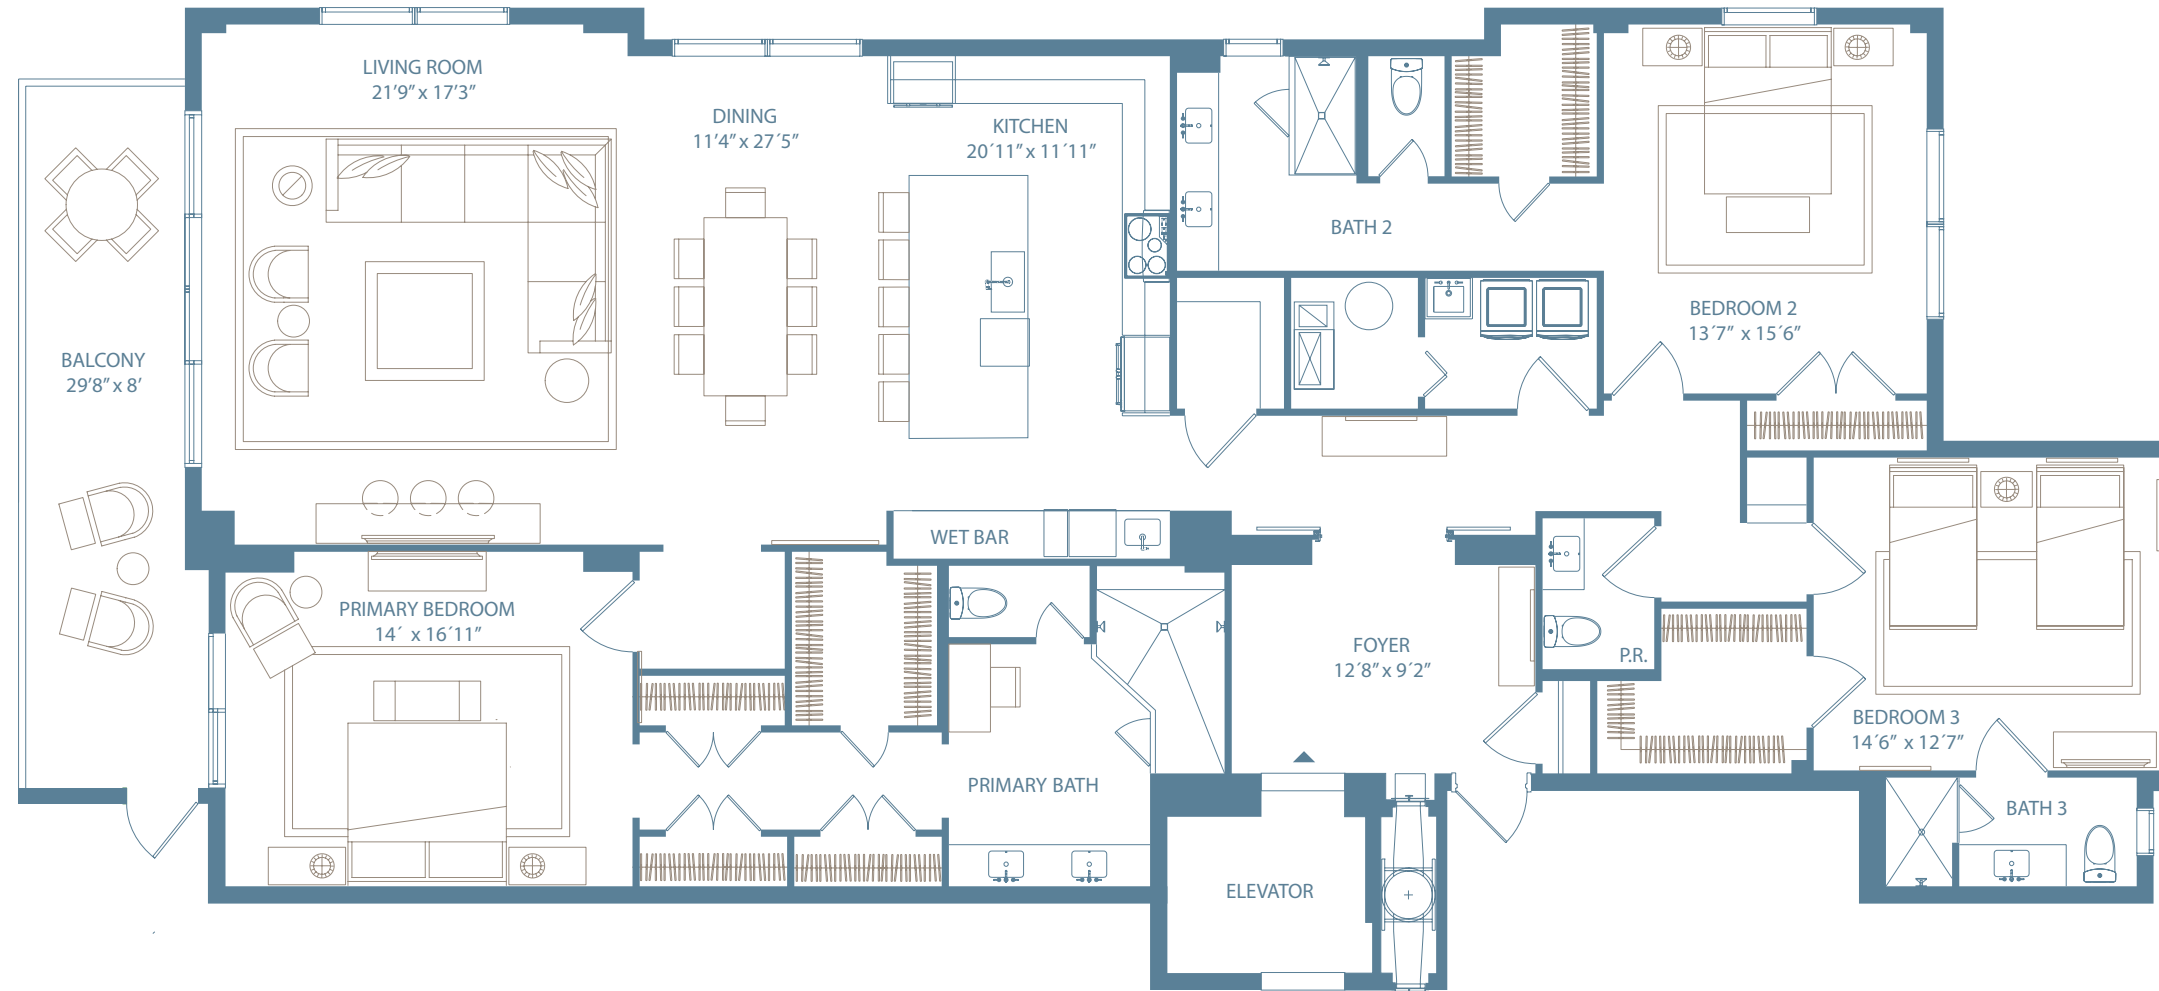 LIVING ROOM
21’9” x 17’3”
DINING
11’4” x 27´5”
KITCHEN
20´11” x 11´11”
BATH 2
BEDROOM 2
13’7” x 15’6”
BALCONY
29’8” x 8’
WET BAR
PRIMARY BEDROOM
14´ x 16’11”
FOYER
12´8” x 9´2”
P.R.
BEDROOM 3
14´6” x 12’7”
PRIMARY BATH
BATH 3
ELEVATOR